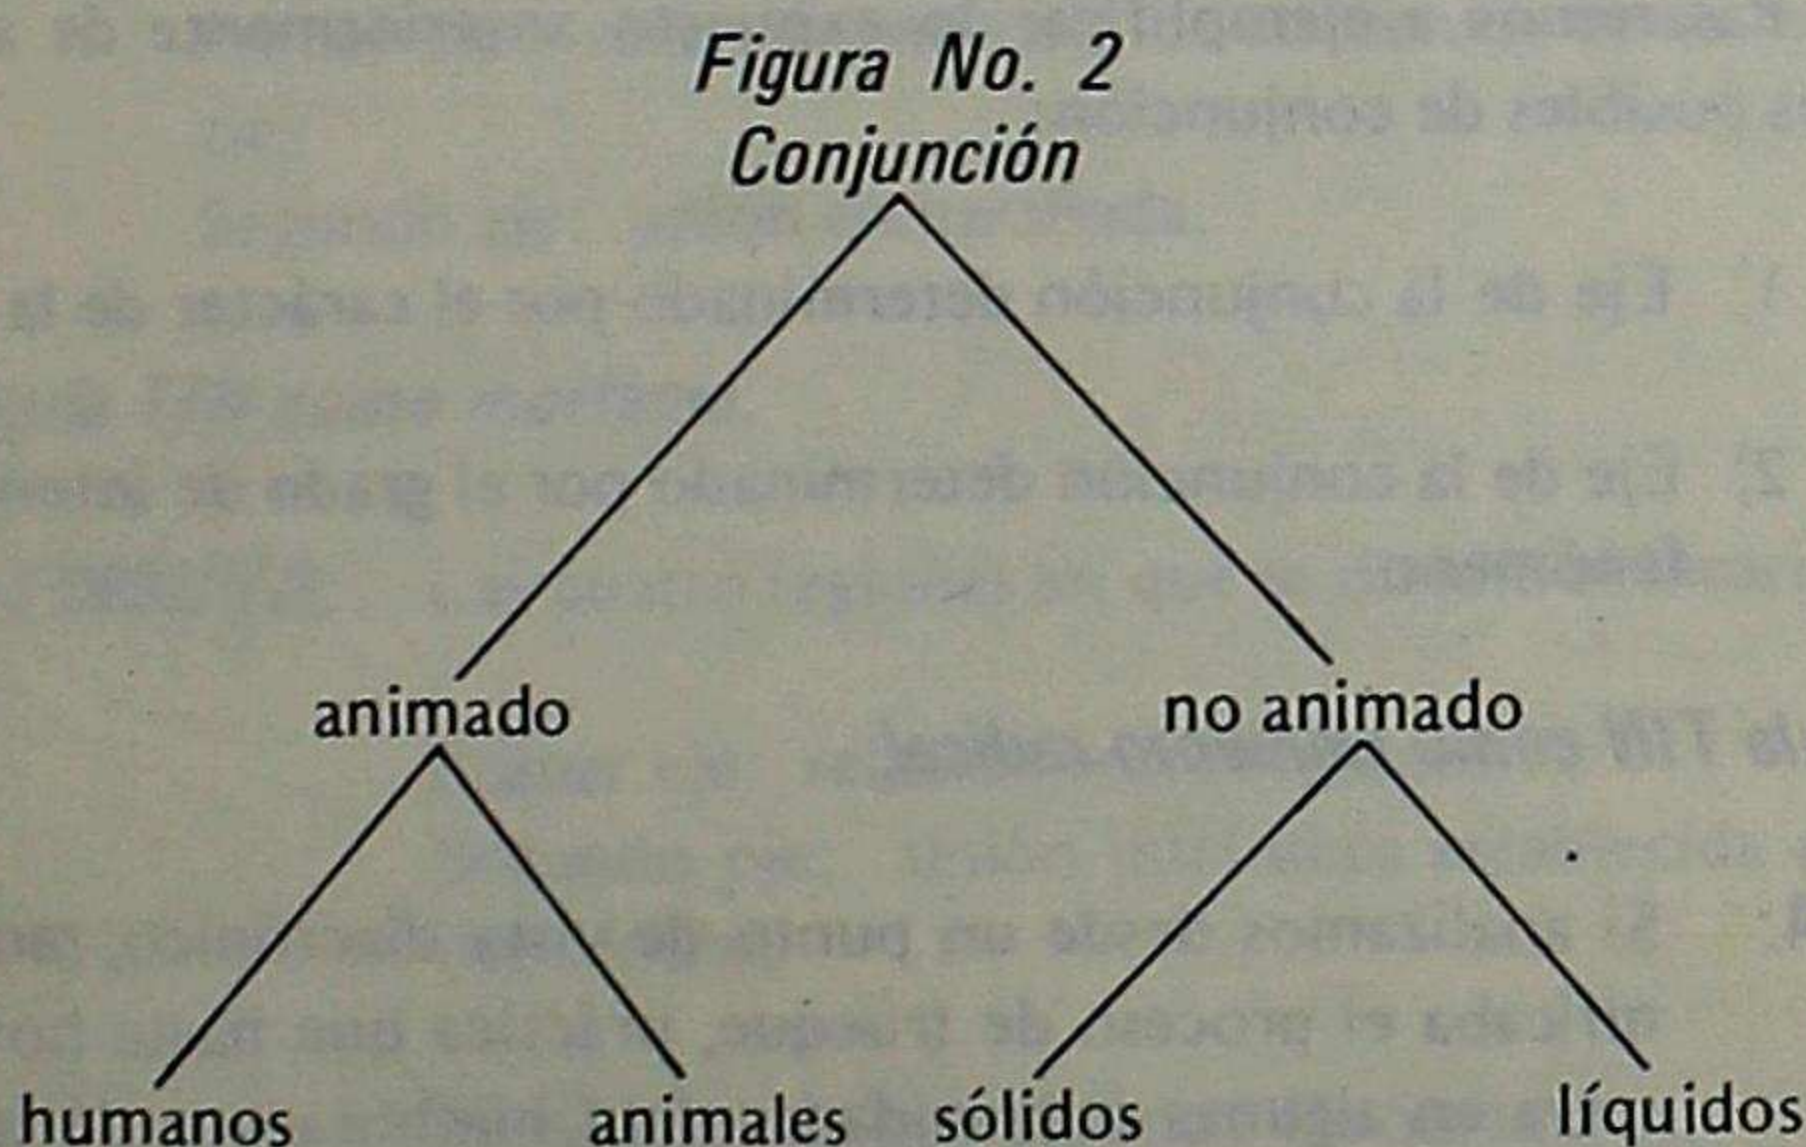 Figura No. 2
Conjunción
animado
no animado
humanos
animales
sólidos
líquidos